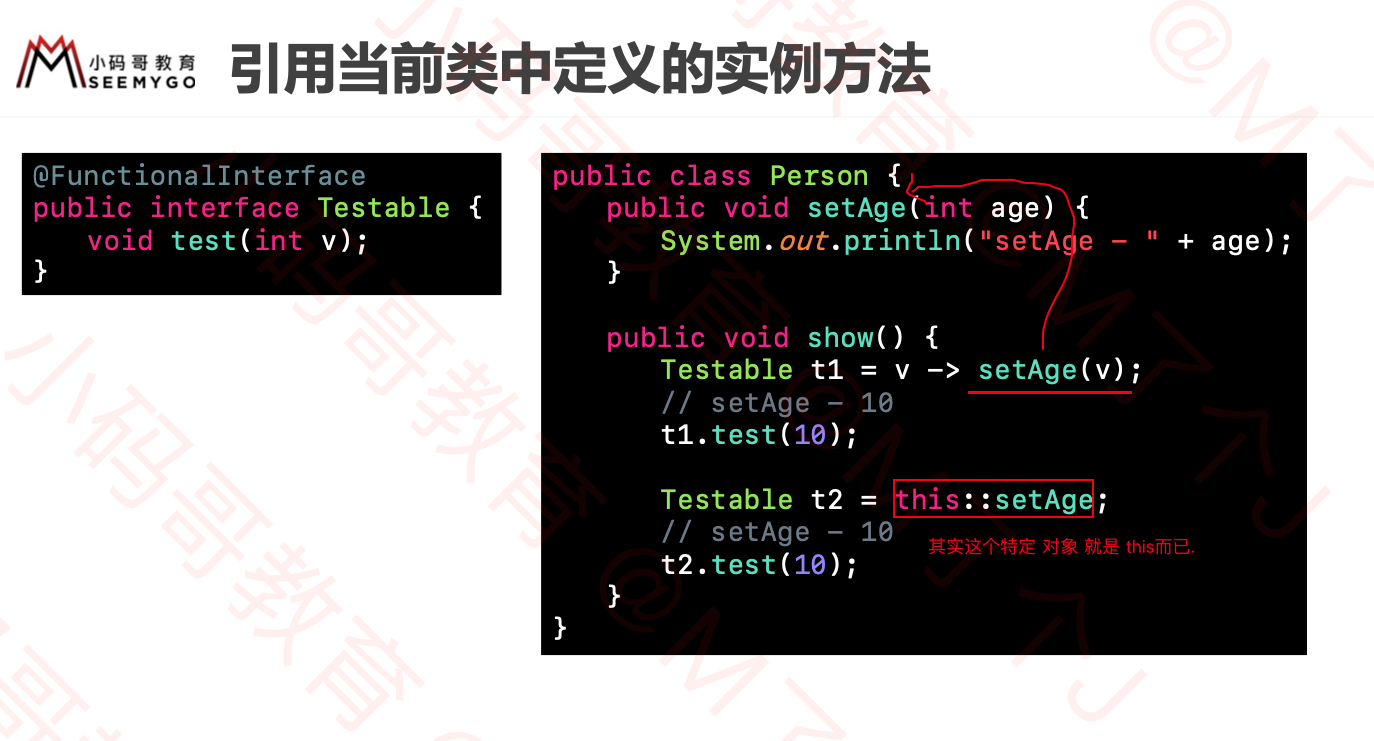 小码哥教育
SEEMYGO
引用当前类中定义的实例方法
@FunctionalInterface
public interface Testable {
void test(int v);
}
public class Person {
public void setAge(int age) {
System.out.println("setAge - " + age);
}
public void show() {
Testable t1 = v -> setAge(v);
// setAge - 10
t1.test(10);
Testable t2 = this::setAge;
// setAge - 10
t2.test(10);
}
}
其实这个特定 对象 就是 this而已.
小码哥教育 @M了个J